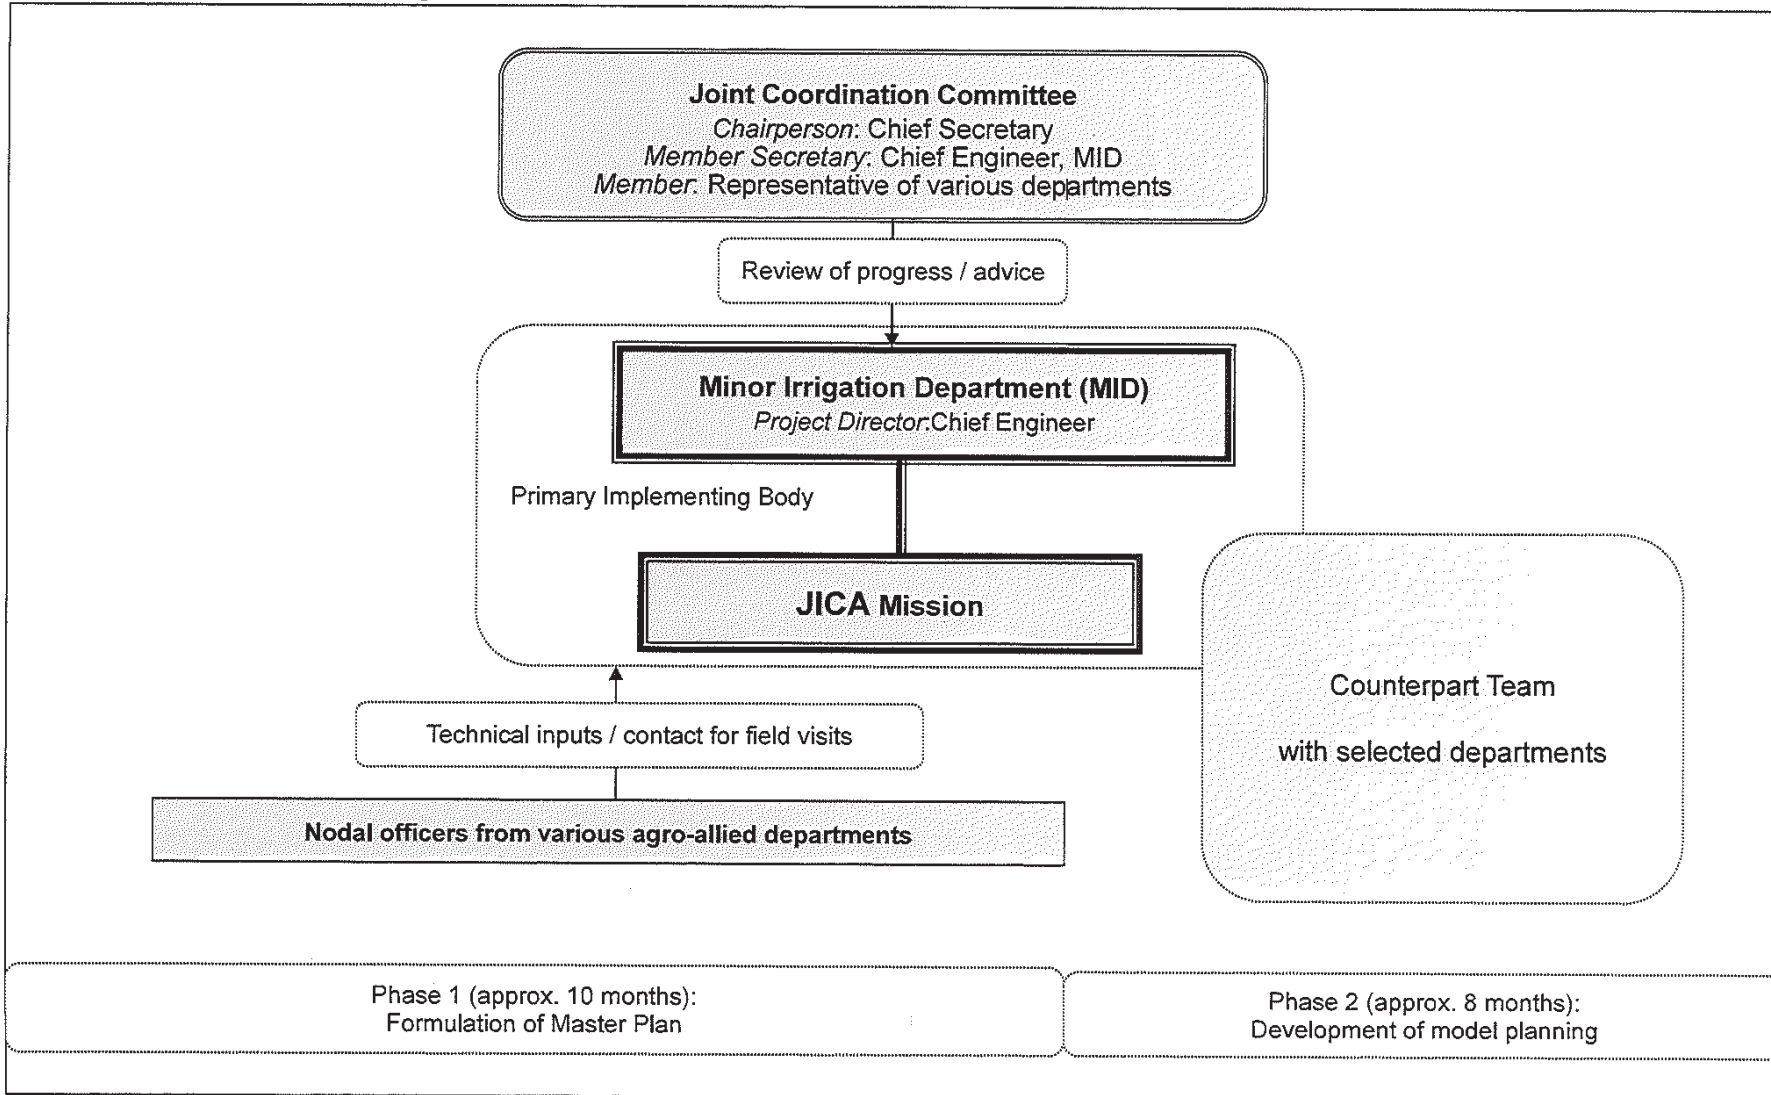 Joint Coordination Committee
Chairperson: Chief Secretary
Member Secretary: Chief Engineer, MID
Member: Representative of various departments
Review of progress / advice
Minor Irrigation Department (MID)
Project Director:Chief Engineer
Primary Implementing Body
JICA Mission
Counterpart Team
with selected departments
Technical inputs / contact for field visits
Nodal officers from various agro-allied departments
Phase 1 (approx. 10 months):
Formulation of Master Plan
Phase 2 (approx. 8 months):
Development of model planning